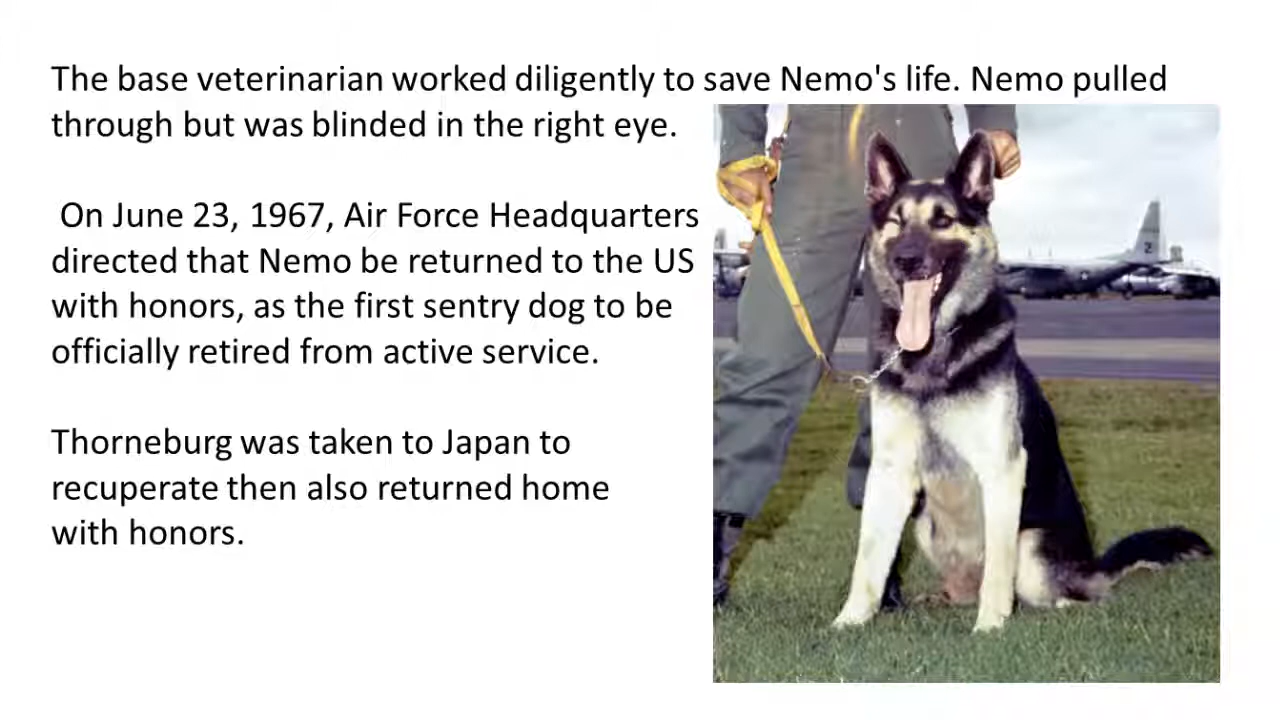 The base veterinarian worked diligently to save Nemo's life. Nemo pulled
through but was blinded in the right eye.
On June 23, 1967, Air Force Headquarters
directed that Nemo be returned to the US
with honors, as the first sentry dog to be
officially retired from active service.
Thorneburg was taken to Japan to
recuperate then also returned home
with honors.